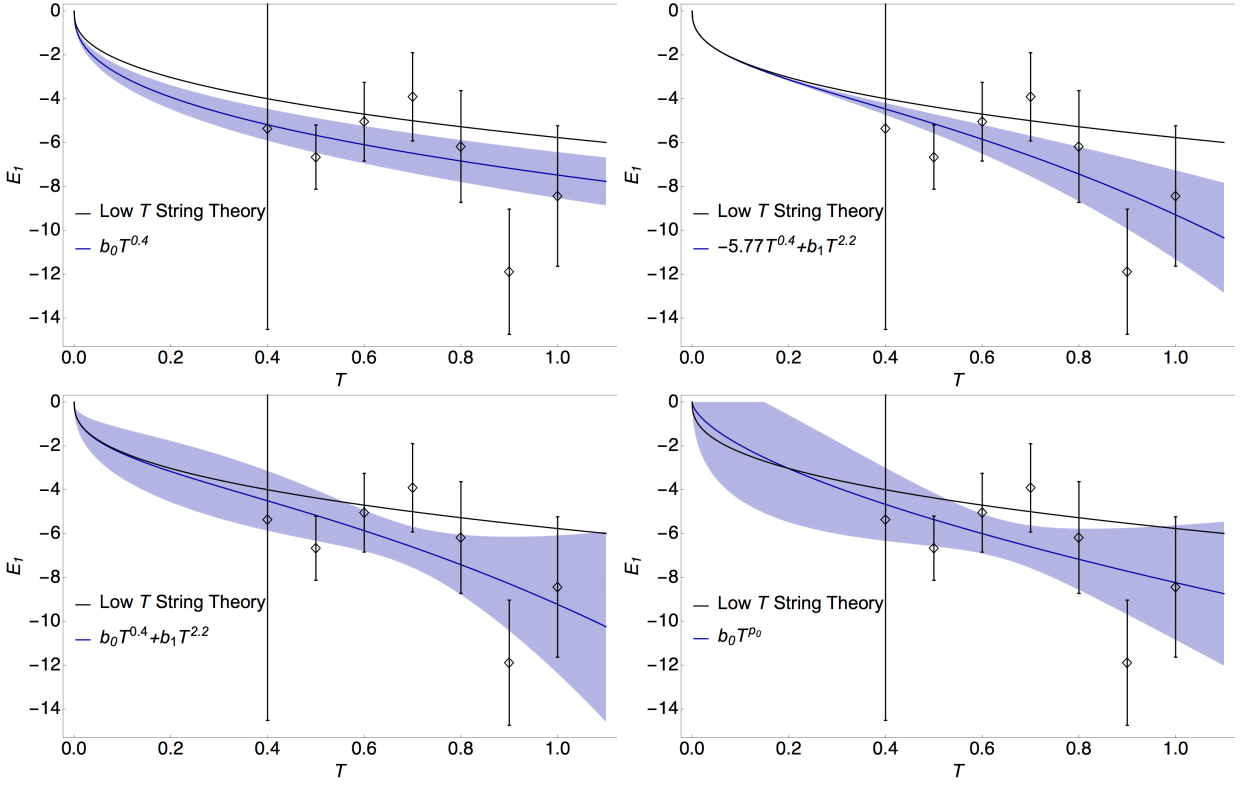 0
−2
−4
−6
−8
−10
−12
−14
E₁
Low T String Theory
b₀T^0.4
0.0 0.2 0.4 0.6 0.8 1.0
T
0
−2
−4
−6
−8
−10
−12
−14
E₁
Low T String Theory
−5.77T^0.4+b₁T^2.2
0.0 0.2 0.4 0.6 0.8 1.0
T
0
−2
−4
−6
−8
−10
−12
−14
E₁
Low T String Theory
b₀T^0.4+b₁T^2.2
0.0 0.2 0.4 0.6 0.8 1.0
T
0
−2
−4
−6
−8
−10
−12
−14
E₁
Low T String Theory
b₀T^p₀
0.0 0.2 0.4 0.6 0.8 1.0
T